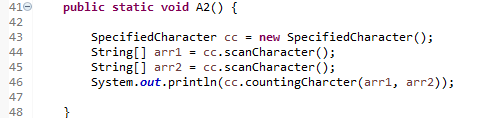 41 public static void A2() {
42
43 SpecifiedCharacter cc = new SpecifiedCharacter();
44 String[] arr1 = cc.scanCharacter();
45 String[] arr2 = cc.scanCharacter();
46 System.out.println(cc.countingCharcter(arr1, arr2));
47
48 }